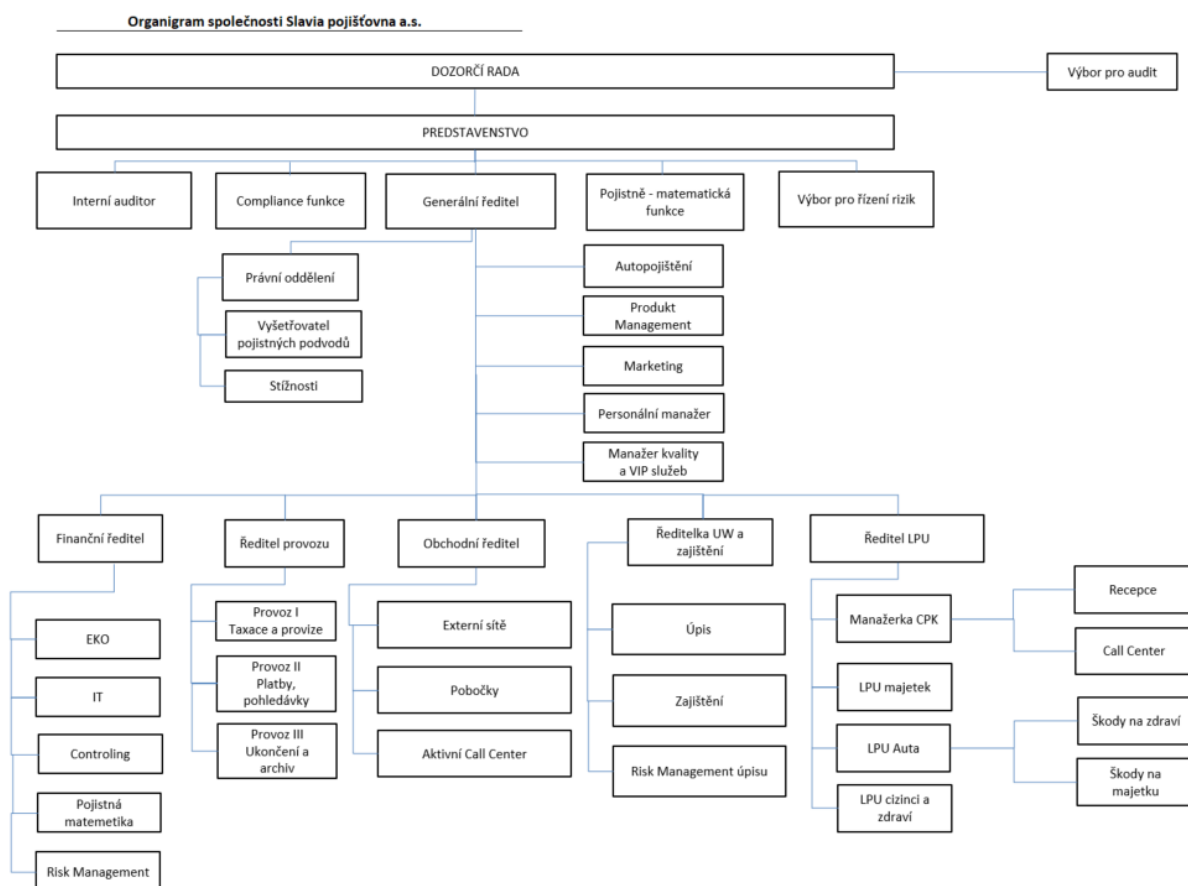 Organigram společnosti Slavia pojišťovna a.s.
DOZORČÍ RADA
Výbor pro audit
PREDSTAVENSTVO
Interní auditor
Compliance funkce
Generální ředitel
Pojistně - matematická
funkce
Výbor pro řízení rizik
Právní oddělení
Vyšetřovatel
pojistných podvodů
Stížnosti
Autopojištění
Produkt
Management
Marketing
Personální manažer
Manažer kvality
a VIP služeb
Finanční ředitel
Ředitel provozu
Obchodní ředitel
Ředitelka UW a
zajištění
Ředitel LPU
EKO
IT
Controling
Pojistná
matemetika
Risk Management
Provoz I
Taxace a provize
Provoz II
Platby,
pohledávky
Provoz III
Ukončení a
archiv
Externí sítě
Pobočky
Aktivní Call Center
Úpis
Zajištění
Risk Management úpisu
Manažerka CPK
LPU majetek
LPU Auta
LPU cizinci a
zdraví
Recepce
Call Center
Škody na zdraví
Škody na
majetku